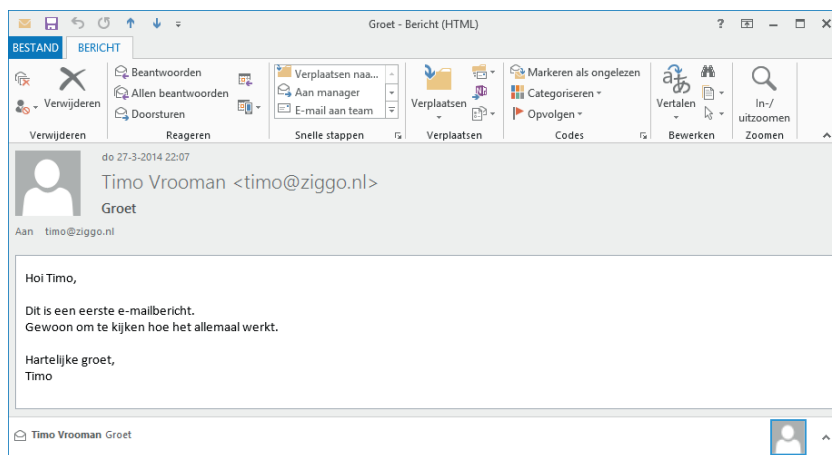 Groet - Bericht (HTML)
?
BESTAND BERICHT
Verwijderen
Beantwoorden
Allen beantwoorden
Doorsturen
Verplaatsen naa...
Aan manager
E-mail aan team
Verplaatsen
Markeren als ongelezen
Categoriseren
Opvolgen
Vertalen
In-/
uitzoomen
Verwijderen Reageren Snelle stappen Verplaatsen Codes Bewerken Zoomen
do 27-3-2014 22:07
Timo Vrooman <timo@ziggo.nl>
Groet
Aan timo@ziggo.nl
Hoi Timo,
Dit is een eerste e-mailbericht.
Gewoon om te kijken hoe het allemaal werkt.
Hartelijke groet,
Timo
Timo Vrooman Groet